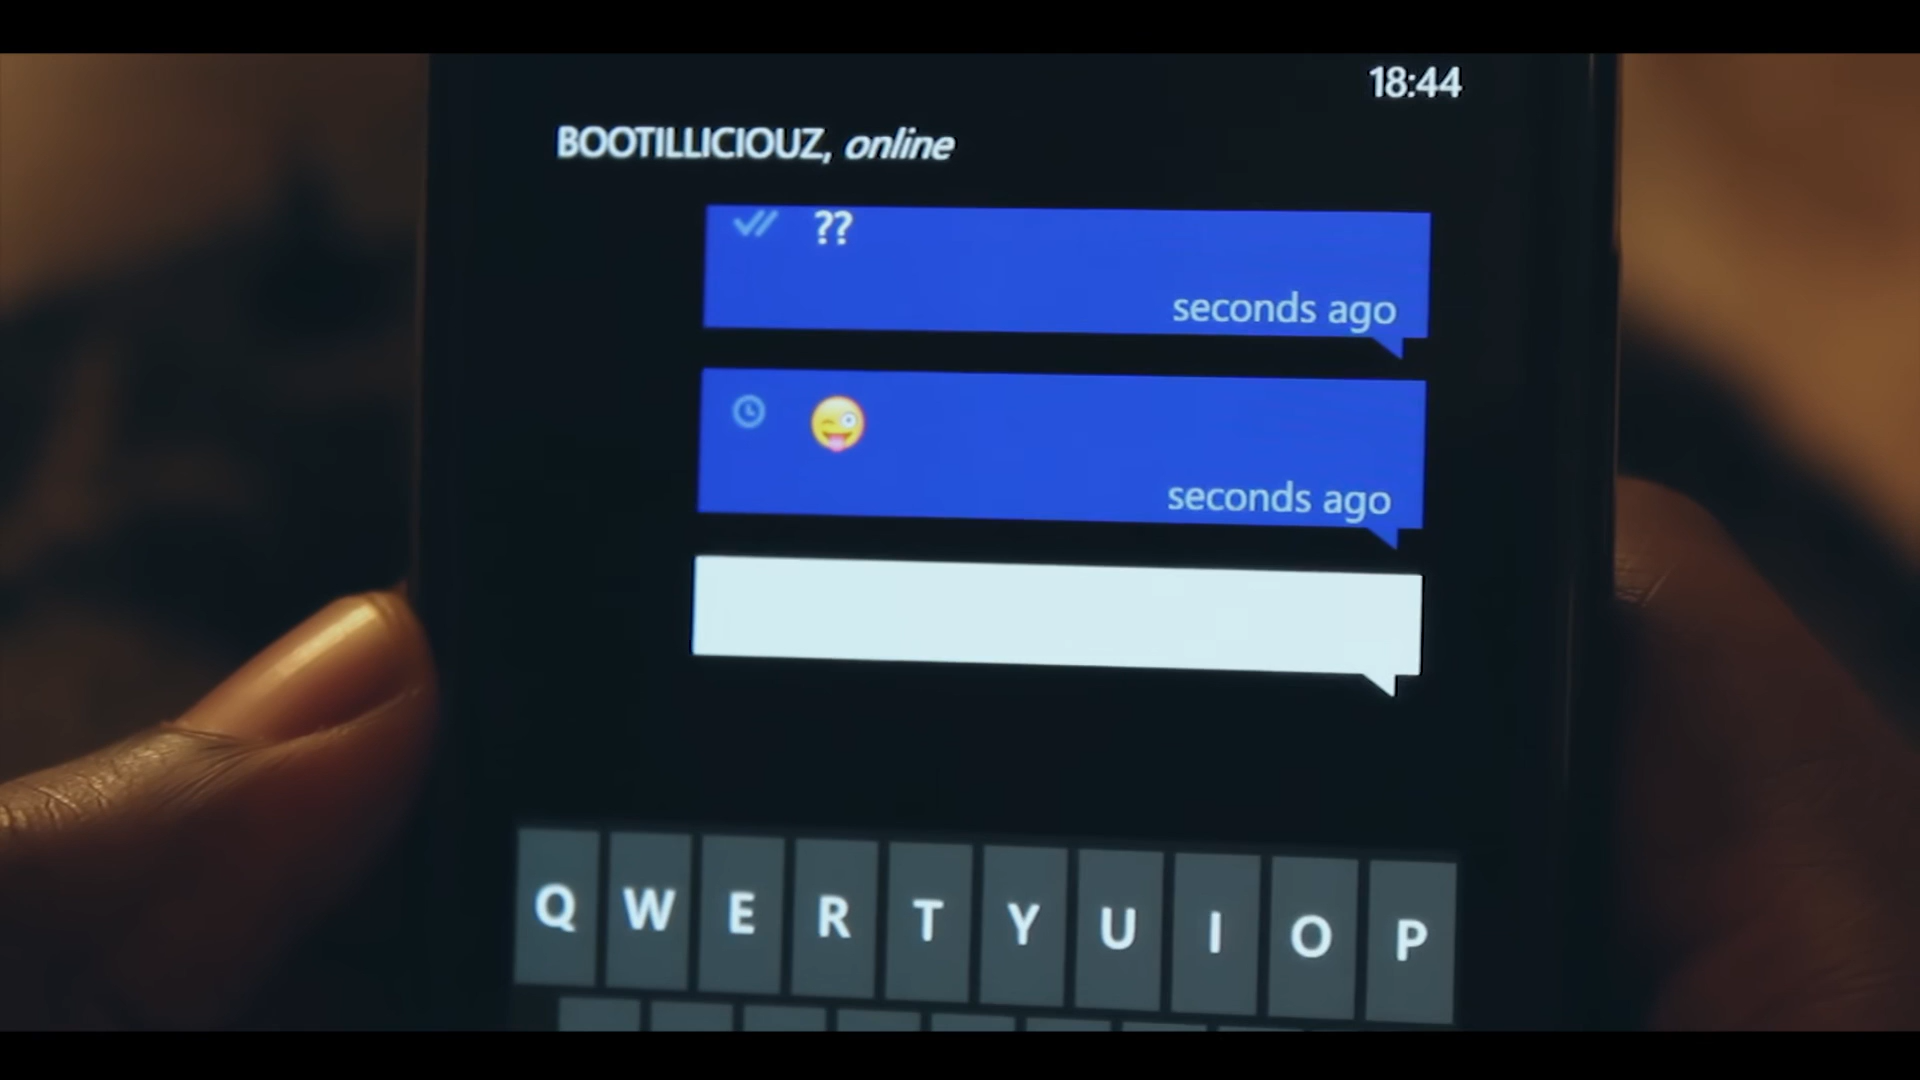 18:44
BOOTILLICIOUZ, online
??
seconds ago
😜
seconds ago
Q W E R T Y U I O P